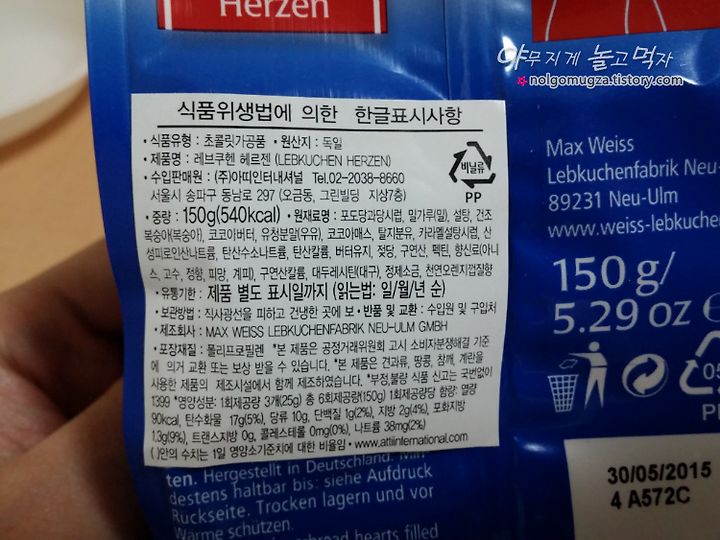 Herzen
야무지게 놀고먹자
nolgomugza.tistory.com
식품위생법에 의한 한글표시사항
• 식품유형 : 초콜릿가공품 • 원산지 : 독일
• 제품명 : 레브쿠헨 헤르젠 (LEBKUCHEN HERZEN)
• 수입판매원 : (주)아띠인터내셔널 Tel.02-2038-8660
서울시 송파구 동남로 297 (오금동, 그린빌딩 지상7층)
비닐류
PP
• 중량 : 150g(540kcal) • 원재료명 : 포도당과당시럽, 밀가루(밀), 설탕, 건조
복숭아(복숭아), 코코아버터, 유청분말(우유), 코코아매스, 탈지분유, 카라멜설탕시럽, 산
성피로인산나트륨, 탄산수소나트륨, 탄산칼륨, 버터유지, 젖당, 구연산, 펙틴, 향신료(아니
스, 고수, 정향, 피망, 계피), 구연산칼륨, 대두레시틴(대구), 정제소금, 천연오렌지껍질향
• 유통기한 : 제품 별도 표시일까지 (읽는법: 일/월/년 순)
• 보관방법 : 직사광선을 피하고 건냉한 곳에 보 • 반품 및 교환 : 수입원 및 구입처
• 제조회사 : MAX WEISS LEBKUCHENFABRIK NEU-ULM GMBH
• 포장재질 : 폴리프로필렌 *본 제품은 공정거래위원회 고시 소비자분쟁해결 기준
에 의거 교환 또는 보상 받을 수 있습니다. *본 제품은 견과류, 땅콩, 참깨, 계란을
사용한 제품의 제조시설에서 함께 제조하였습니다. *부정,불량 식품 신고는 국번없이
1399 *영양성분: 1회제공량 3개(25g) 총 6회제공량(150g) 1회제공량당 함량: 열량
90kcal, 탄수화물 17g(5%), 당류 10g, 단백질 1g(2%), 지방 2g(4%), 포화지방
1.3g(9%), 트랜스지방 0g, 콜레스테롤 0mg(0%), 나트륨 38mg(2%)
( )안의 수치는 1일 영양소기준치에 대한 비율임 • www.attiinternational.com
ten. Hergestellt in Deutschland. Min
destens haltbar bis: siehe Aufdruck
Rückseite. Trocken lagern und vor
Wärme schützen.
hearts filled
Max Weiss
Lebkuchenfabrik Neu-
89231 Neu-Ulm
www.weiss-lebkuchen
150 g/
5.29 oz e
05
30/05/2015
4 A572C